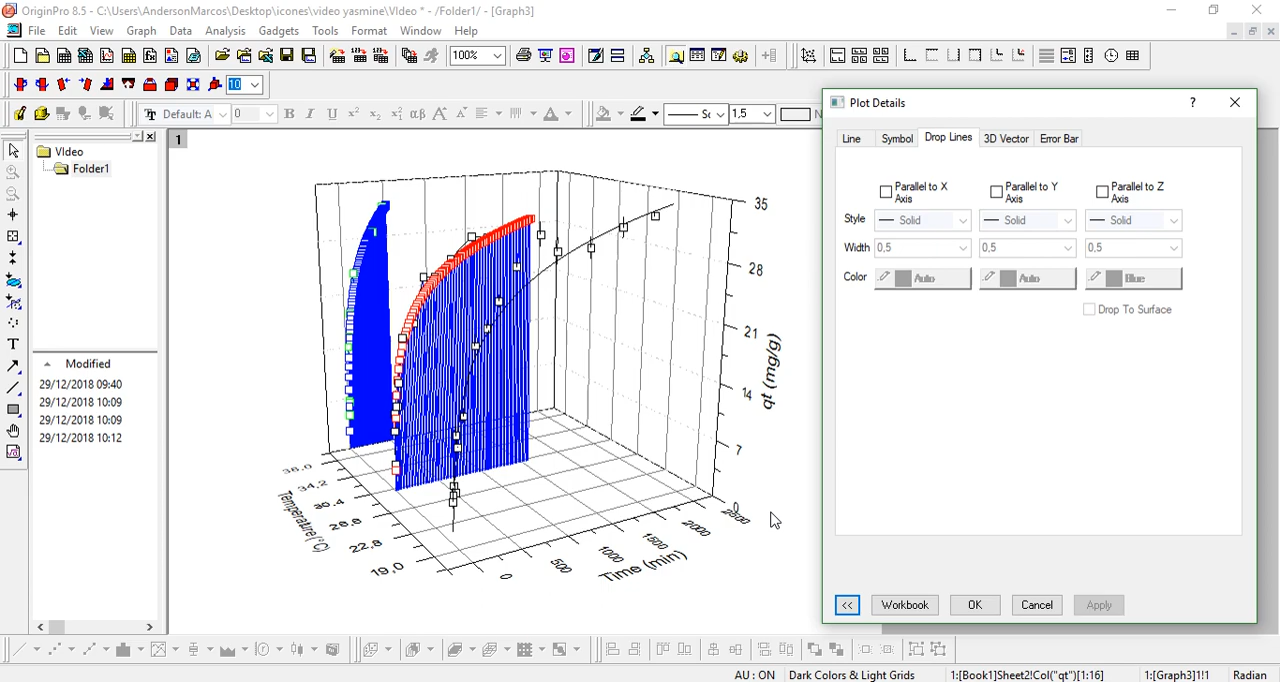 OriginPro 8.5 - C:\Users\AndersonMarcos\Desktop\icones\video yasmine\VIdeo * - /Folder1/ - [Graph3]
File Edit View Graph Data Analysis Gadgets Tools Format Window Help
100%
10
Default: A 0 B I U αβ A A A Sc 1,5 N
Plot Details ?
1
VIdeo
Folder1
Line Symbol Drop Lines 3D Vector Error Bar
Parallel to X Axis Parallel to Y Axis Parallel to Z Axis
Style Solid Solid Solid
Width 0,5 0,5 0,5
Color Auto Auto Blue
Drop To Surface
35
28
21
14
7
0
qt (mg/g)
Modified
29/12/2018 09:40
29/12/2018 10:09
29/12/2018 10:09
29/12/2018 10:12
38,0
34,2
30,4
26,6
22,8
19,0
Temperature (°C)
0
500
1000
1500
2000
2500
Time (min)
<< Workbook OK Cancel Apply
T
AU : ON Dark Colors & Light Grids 1:[Book1]Sheet2!Col("qt")[1:16] 1:[Graph3]1!1 Radian